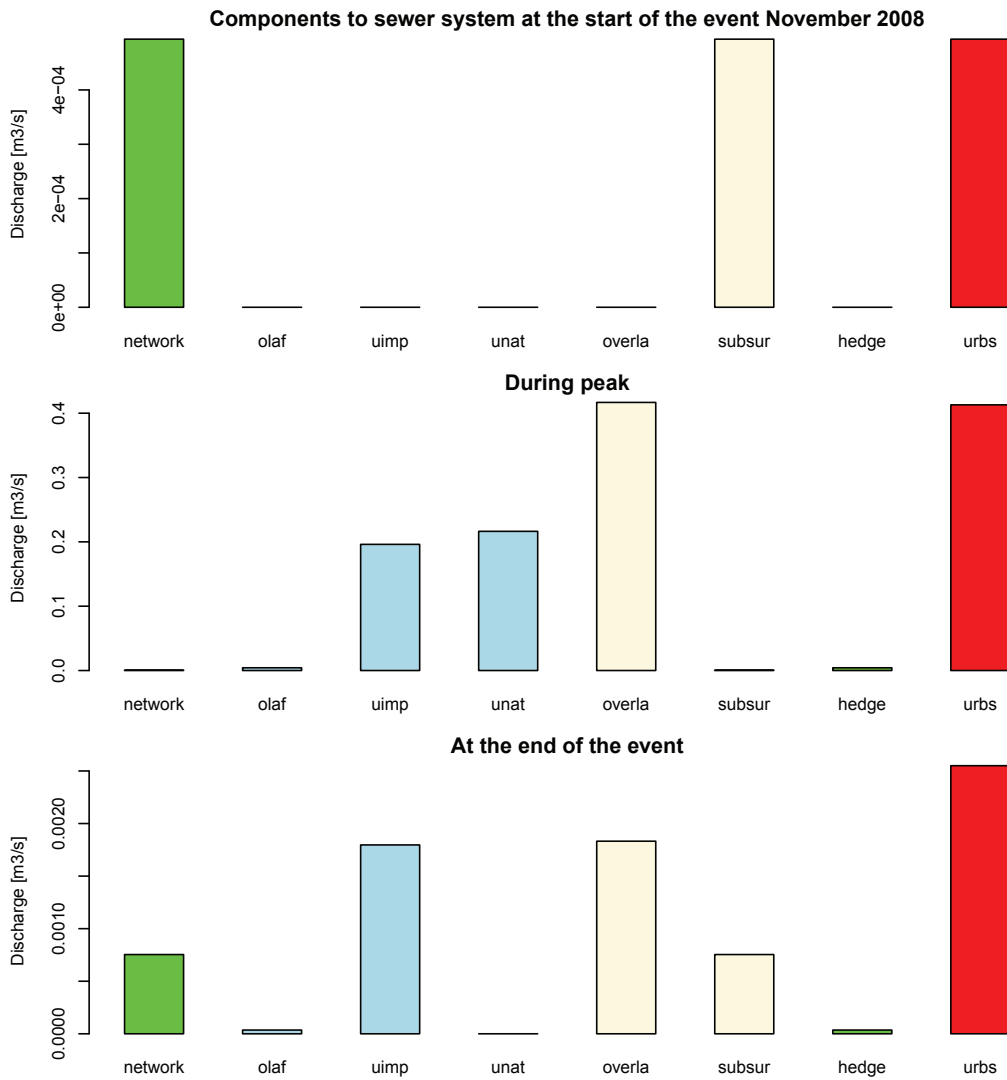 Components to sewer system at the start of the event November 2008
Discharge [m3/s]
4e−04
2e−04
0e+00
network olaf uimp unat overla subsur hedge urbs
During peak
Discharge [m3/s]
0.4
0.3
0.2
0.1
0.0
network olaf uimp unat overla subsur hedge urbs
At the end of the event
Discharge [m3/s]
0.0020
0.0010
0.0000
network olaf uimp unat overla subsur hedge urbs